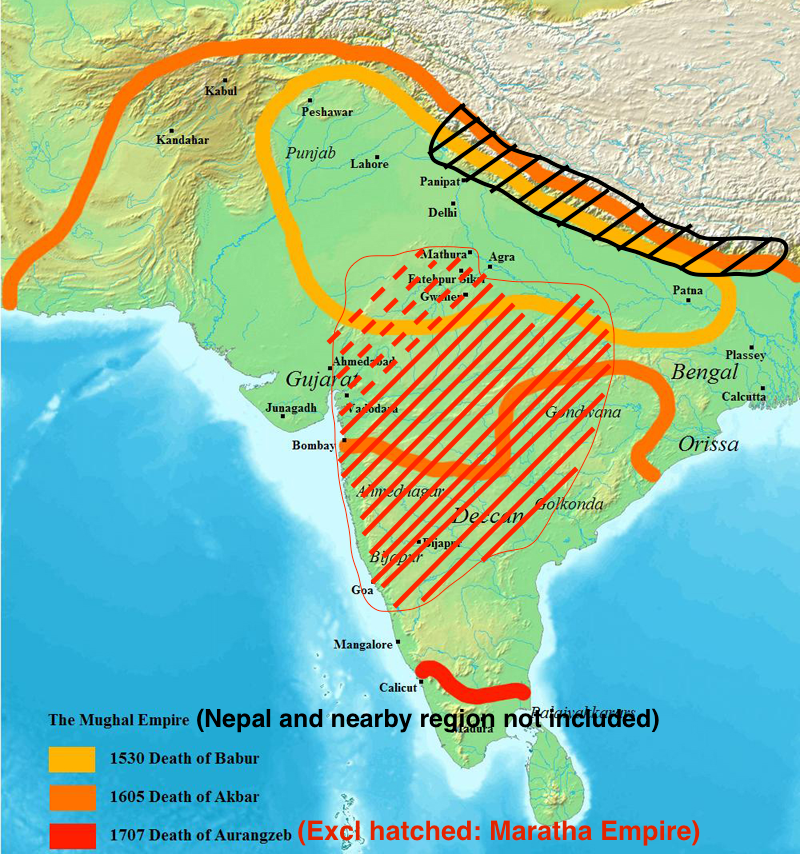 Kabul
Peshawar
Kandahar
Punjab
Lahore
Panipat
Delhi
Mathura
Agra
Fatehpur Sikri
Gwalior
Patna
Plassey
Ahmedabad
Gujarat
Bengal
Calcutta
Junagadh
Vadodara
Gondwana
Bombay
Orissa
Ahmednagar
Golkonda
Deccan
Bijapur
Bijapur
Goa
Mangalore
Calicut
The Mughal Empire (Nepal and nearby region not included)
Madura
1530 Death of Babur
1605 Death of Akbar
1707 Death of Aurangzeb (Excl hatched: Maratha Empire)